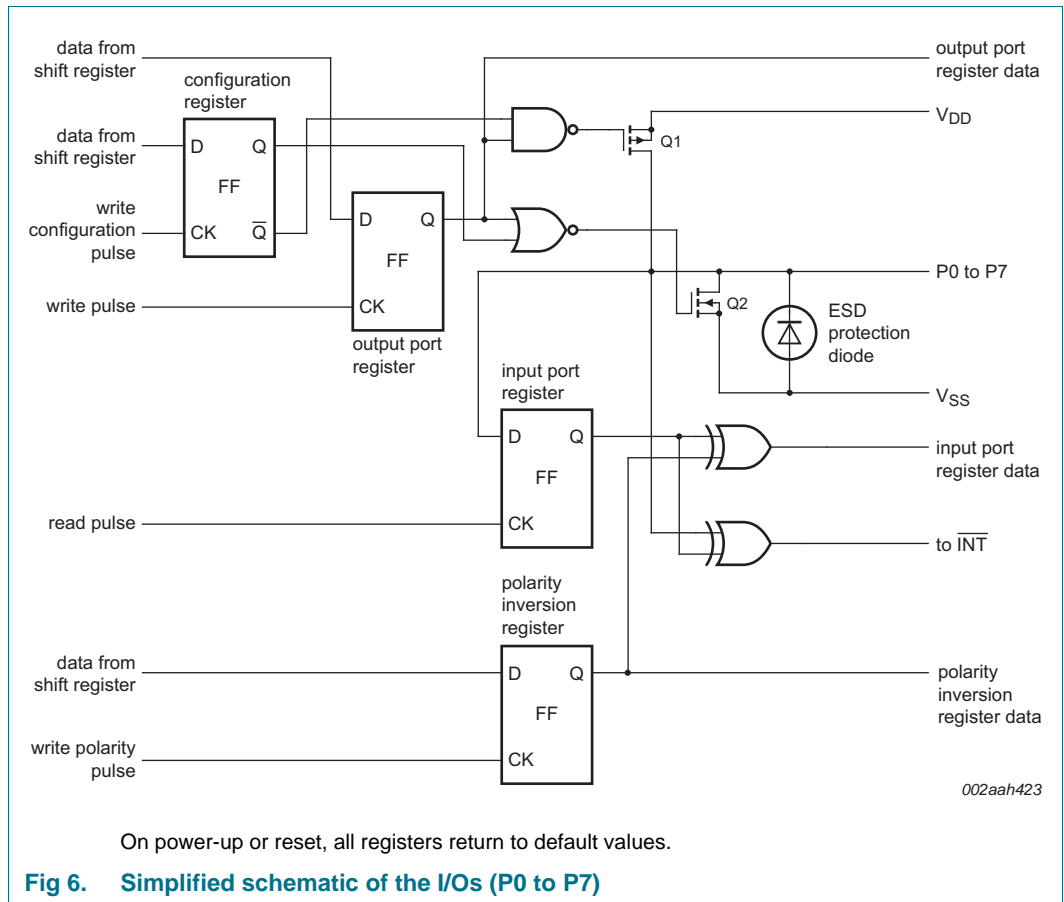 data from
shift register
configuration
register
data from
shift register
D
Q
FF
write
configuration
pulse
CK
Q̅
D
Q
FF
write pulse
CK
output port
register
output port
register data
VDD
Q1
P0 to P7
Q2
ESD
protection
diode
VSS
input port
register
D
Q
FF
read pulse
CK
input port
register data
to I̅N̅T̅
polarity
inversion
register
data from
shift register
D
Q
FF
write polarity
pulse
CK
polarity
inversion
register data
002aah423
On power-up or reset, all registers return to default values.
Fig 6. Simplified schematic of the I/Os (P0 to P7)